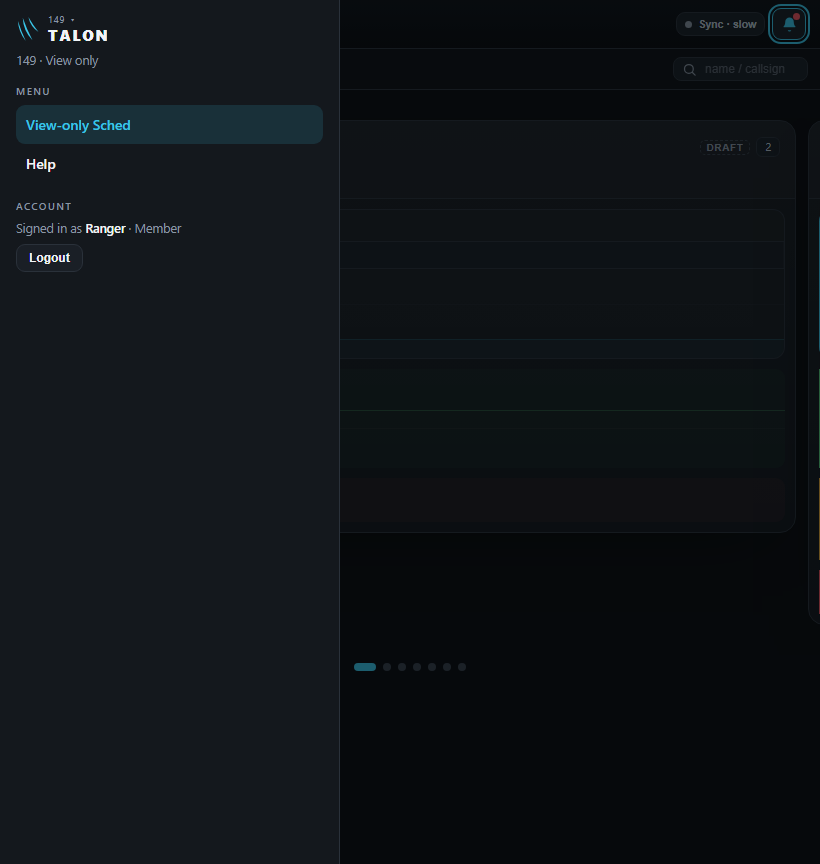 149
TALON
149 · View only
MENU
View-only Sched
Help
ACCOUNT
Signed in as Ranger · Member
Logout
Sync · slow
name / callsign
DRAFT
2